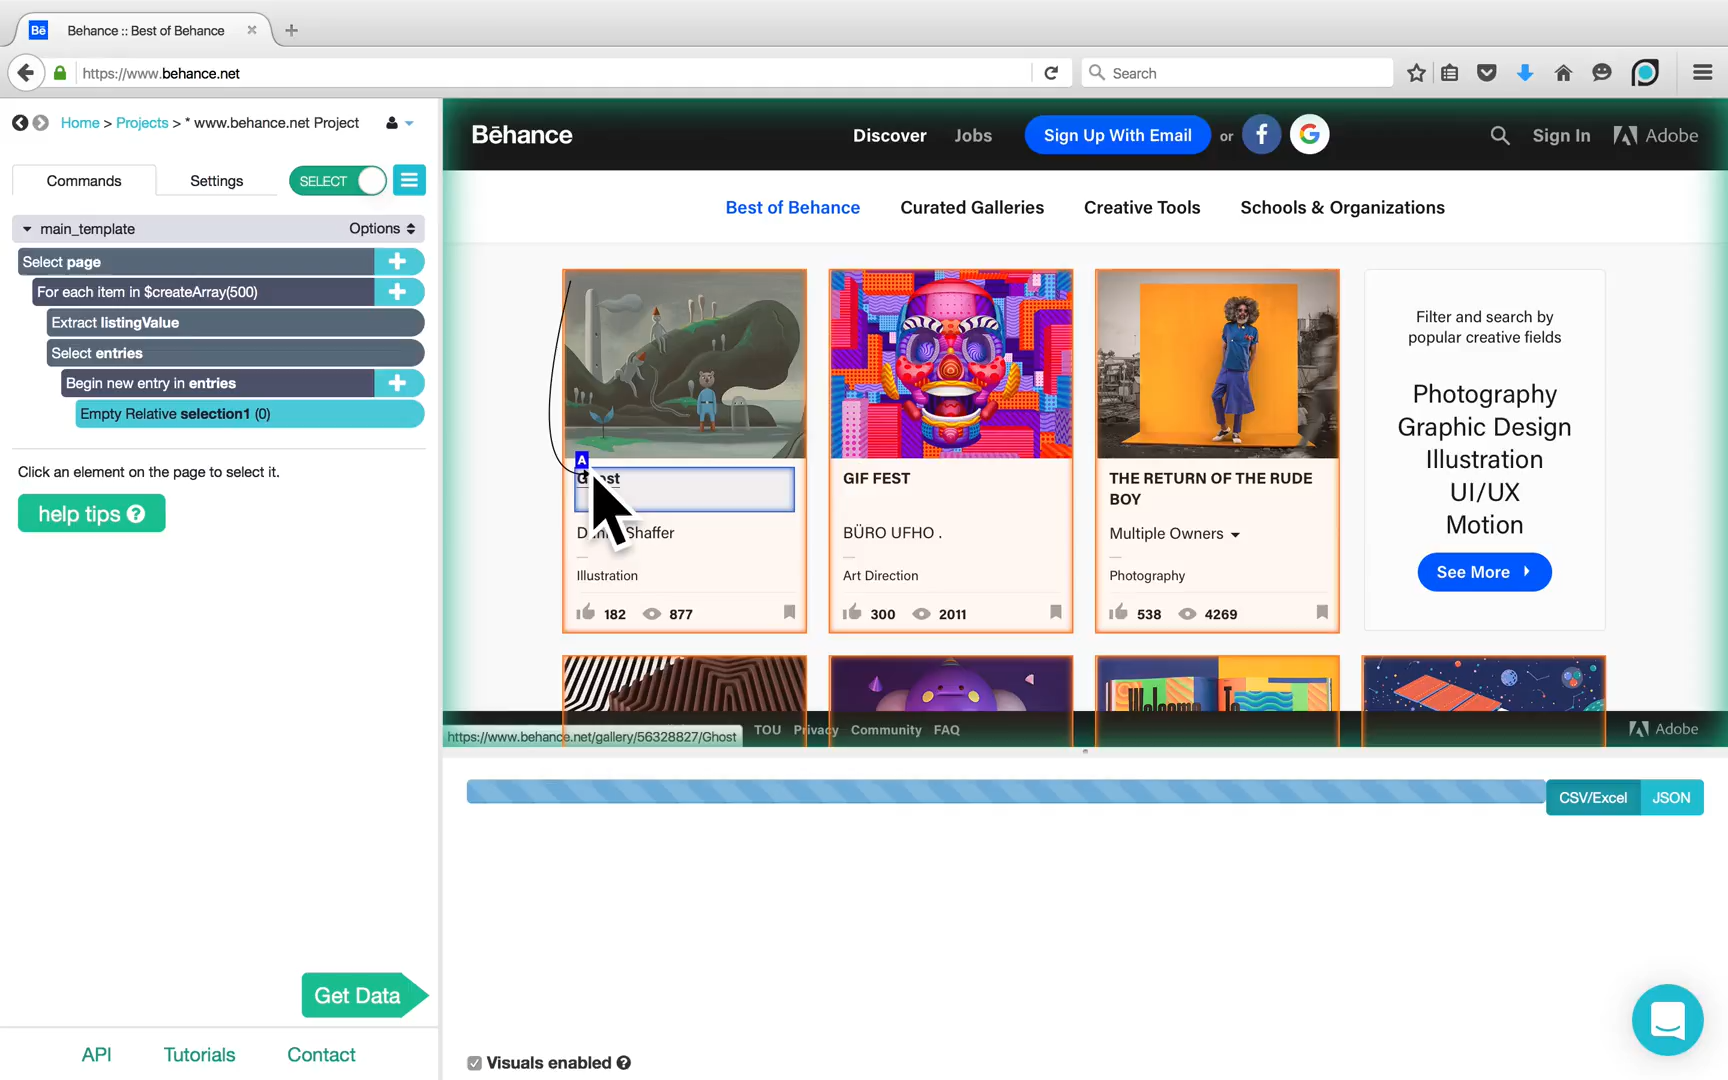 Bē
Behance :: Best of Behance
https://www.behance.net
Search
Home > Projects > * www.behance.net Project
Commands
Settings
SELECT
main_template
Options
Select page
For each item in $createArray(500)
Extract listingValue
Select entries
Begin new entry in entries
Empty Relative selection1 (0)
Click an element on the page to select it.
help tips ?
Get Data
API
Tutorials
Contact
Bēhance
Discover
Jobs
Sign Up With Email
or
f
G
Sign In
Adobe
Best of Behance
Curated Galleries
Creative Tools
Schools & Organizations
A
Ghost
Shaffer
Illustration
182
877
GIF FEST
BÜRO UFHO .
Art Direction
300
2011
THE RETURN OF THE RUDE
BOY
Multiple Owners
Photography
538
4269
Filter and search by
popular creative fields
Photography
Graphic Design
Illustration
UI/UX
Motion
See More
Welcome To
https://www.behance.net/gallery/56328827/Ghost
TOU
Privacy
Community
FAQ
Adobe
CSV/Excel
JSON
Visuals enabled ?